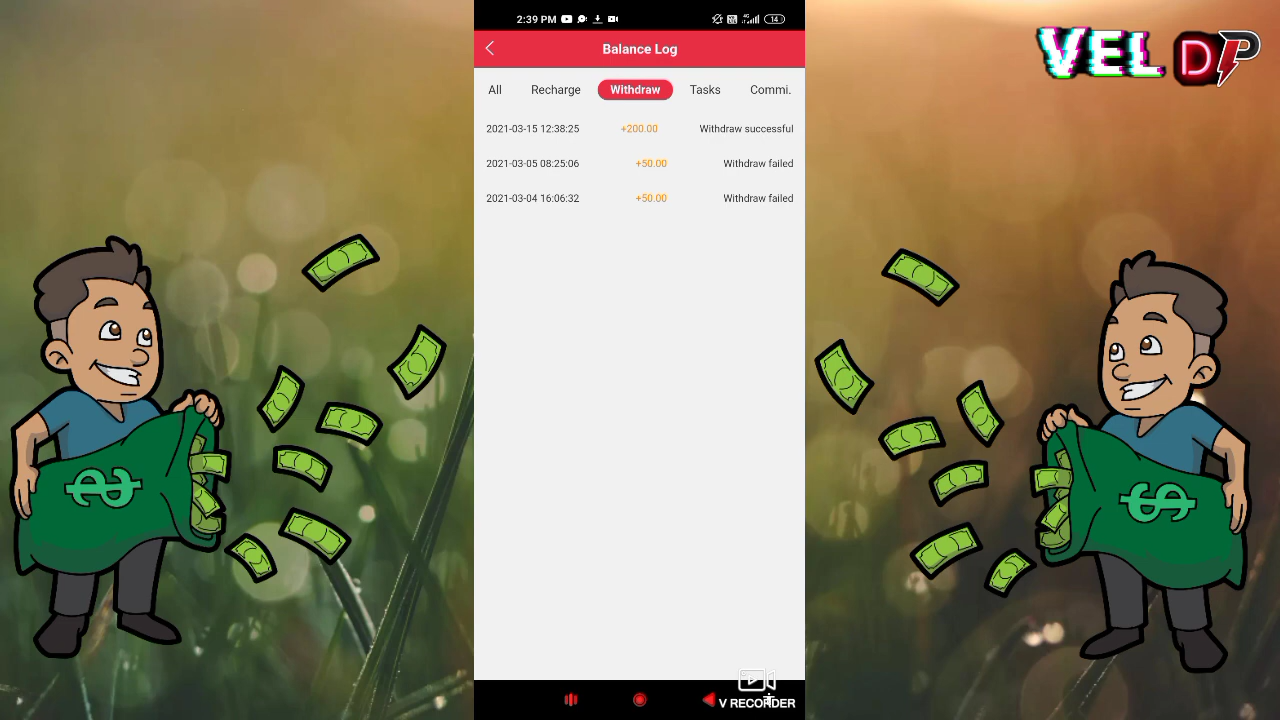 2:39 PM
14
VEL DP
Balance Log
All Recharge Withdraw Tasks Commi.
2021-03-15 12:38:25 +200.00 Withdraw successful
2021-03-05 08:25:06 +50.00 Withdraw failed
2021-03-04 16:06:32 +50.00 Withdraw failed
$
$
V RECORDER